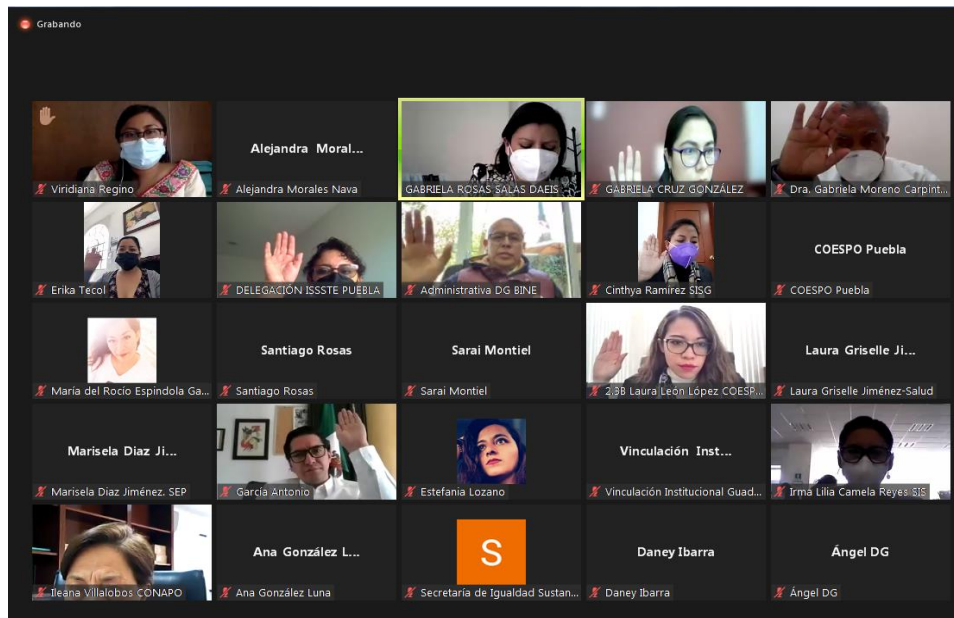 Grabando
Viridiana Regino
Alejandra Moral...
Alejandra Morales Nava
GABRIELA ROSAS SALAS DAEIS
GABRIELA CRUZ GONZÁLEZ
Dra. Gabriela Moreno Carpint...
Erika Tecol
DELEGACIÓN ISSSTE PUEBLA
Administrativa DG BINE
Cinthya Ramírez SISG
COESPO Puebla
COESPO Puebla
María del Rocío Espindola Ga...
Santiago Rosas
Santiago Rosas
Sarai Montiel
Sarai Montiel
2.3B Laura León López COESP...
Laura Griselle Ji...
Laura Griselle Jiménez-Salud
Marisela Diaz Ji...
Marisela Diaz Jiménez. SEP
García Antonio
Estefania Lozano
Vinculación Inst...
Vinculación Institucional Guad...
Irma Lilia Camela Reyes SIS
Ileana Villalobos CONAPO
Ana González L...
Ana González Luna
S
Secretaría de Igualdad Sustan...
Daney Ibarra
Daney Ibarra
Ángel DG
Ángel DG